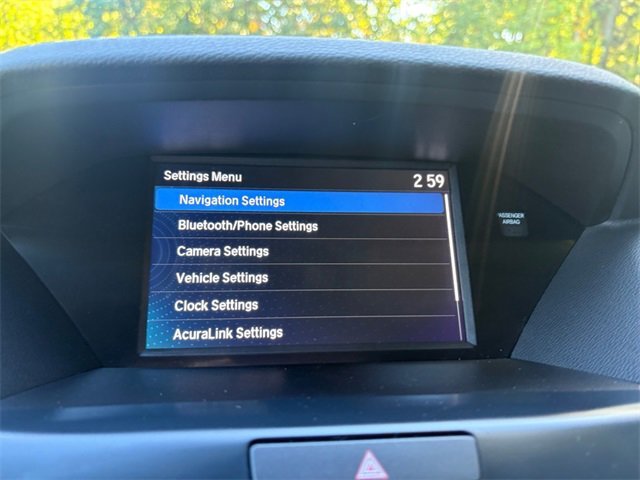 Settings Menu 2 59
Navigation Settings
Bluetooth/Phone Settings
Camera Settings
Vehicle Settings
Clock Settings
AcuraLink Settings
PASSENGER
AIRBAG